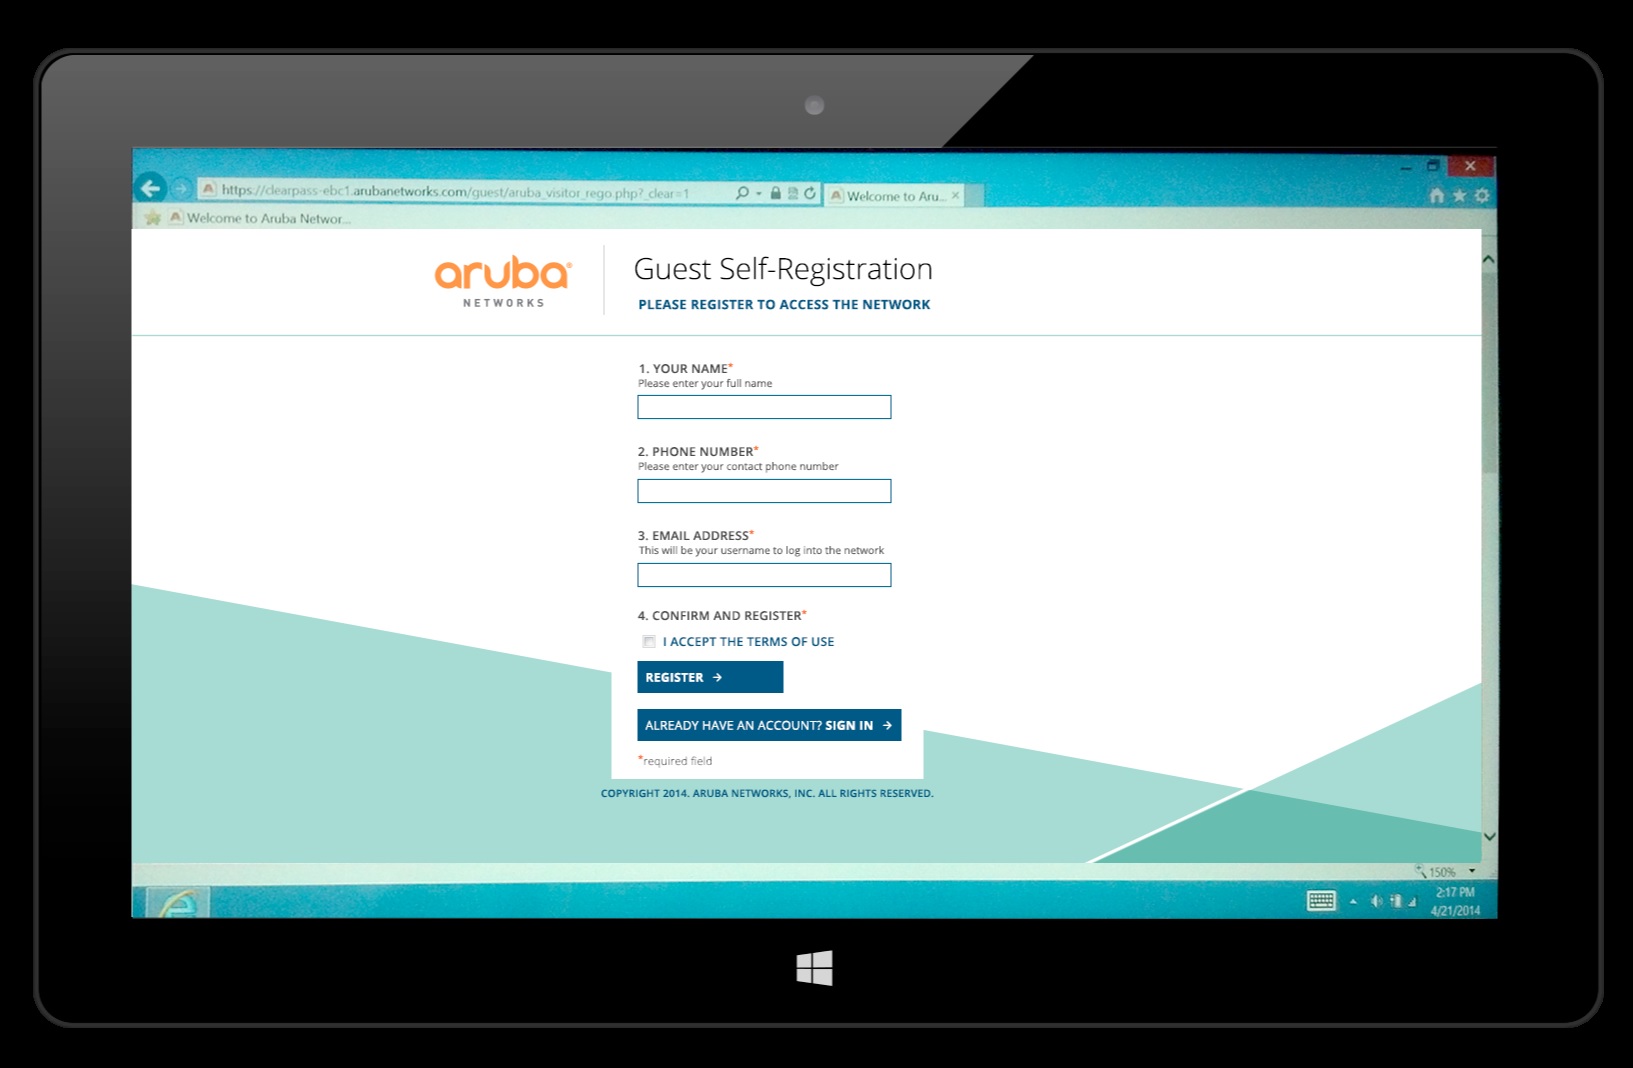 https://clearpass-ebc1.arubanetworks.com/guest/aruba_visitor_rego.php?_clear=1
Welcome to Aru...
Welcome to Aruba Networ...
aruba
NETWORKS
Guest Self-Registration
PLEASE REGISTER TO ACCESS THE NETWORK
1. YOUR NAME*
Please enter your full name
2. PHONE NUMBER*
Please enter your contact phone number
3. EMAIL ADDRESS*
This will be your username to log into the network
4. CONFIRM AND REGISTER*
I ACCEPT THE TERMS OF USE
REGISTER →
ALREADY HAVE AN ACCOUNT? SIGN IN →
*required field
COPYRIGHT 2014. ARUBA NETWORKS, INC. ALL RIGHTS RESERVED.
150%
2:17 PM
4/21/2014